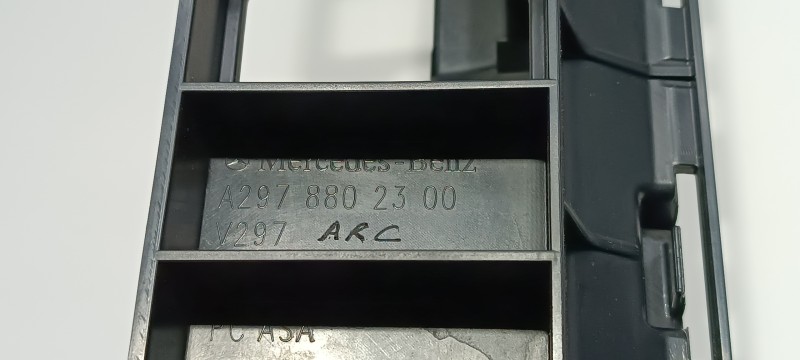 Mercedes-Benz
A297 880 23 00
V297 ARC
PC ASA